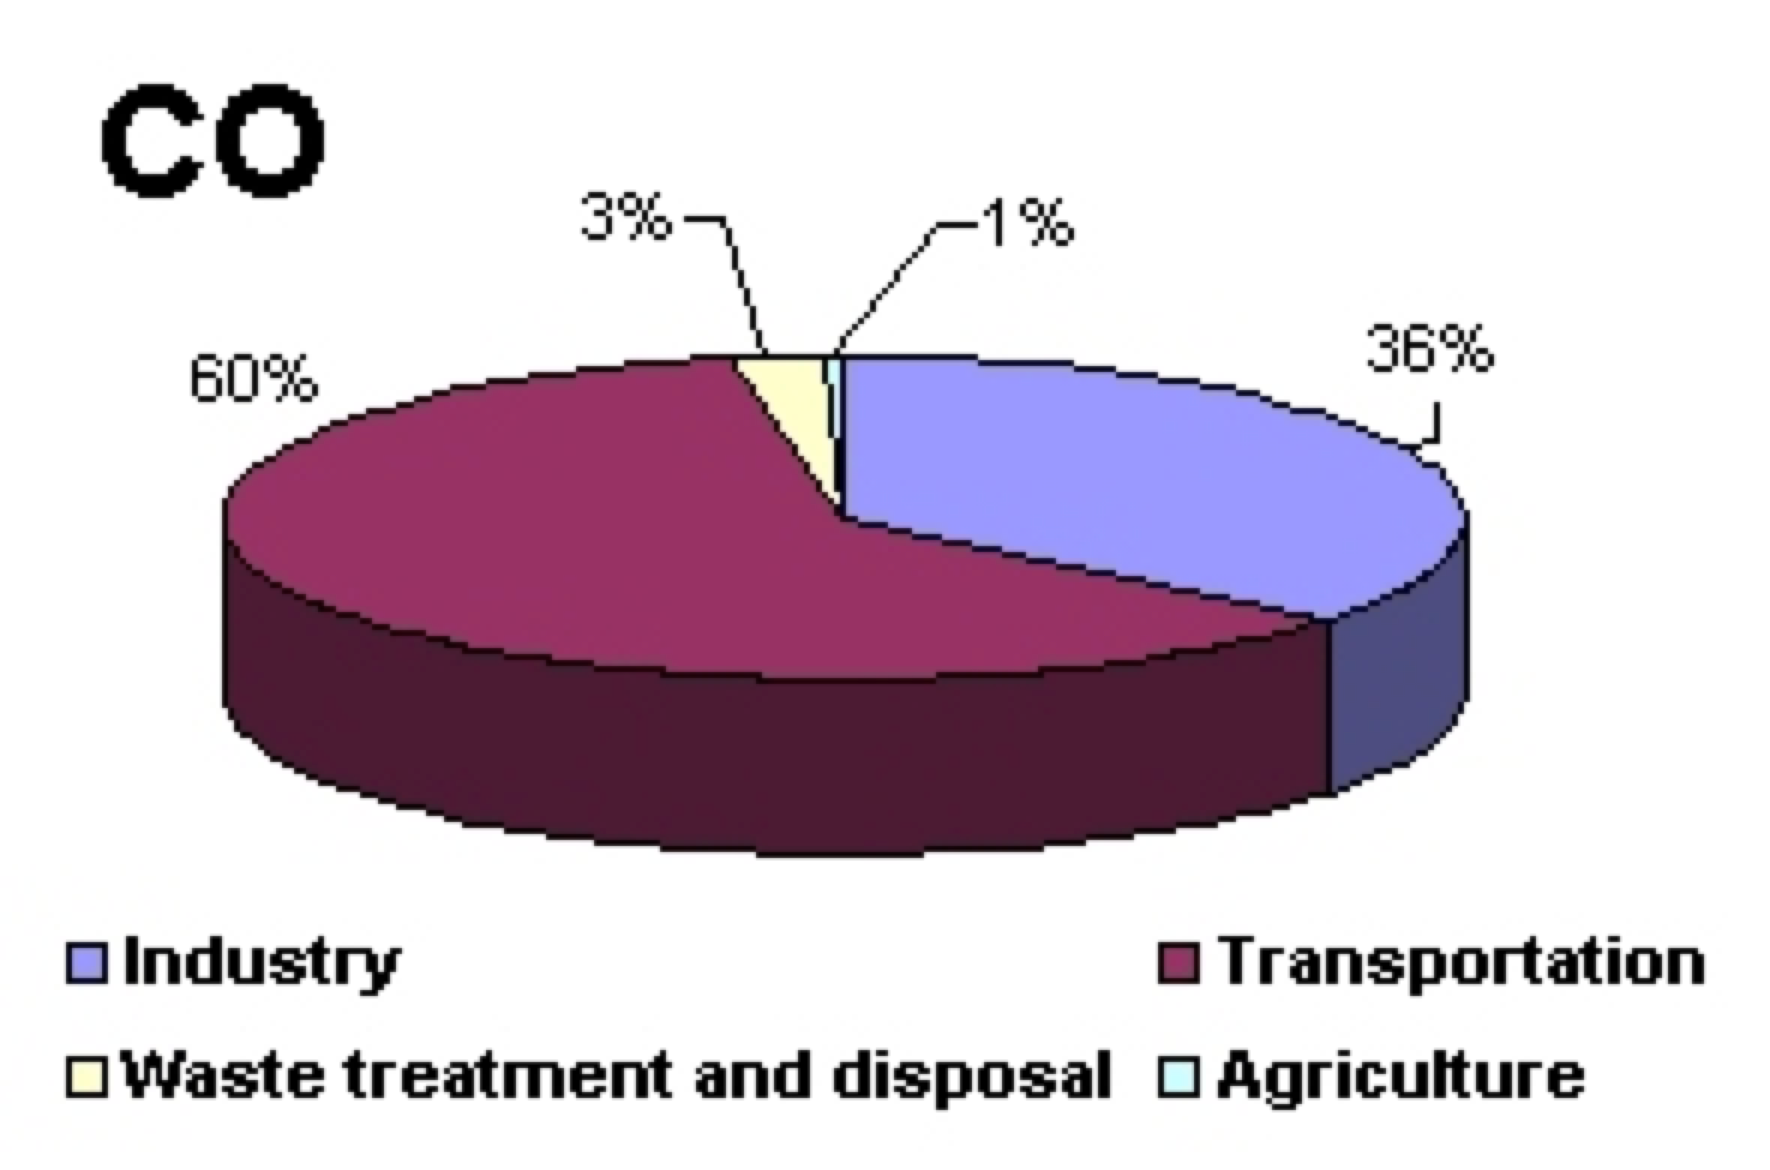 CO
3%
1%
36%
60%
Industry
Transportation
Waste treatment and disposal
Agriculture